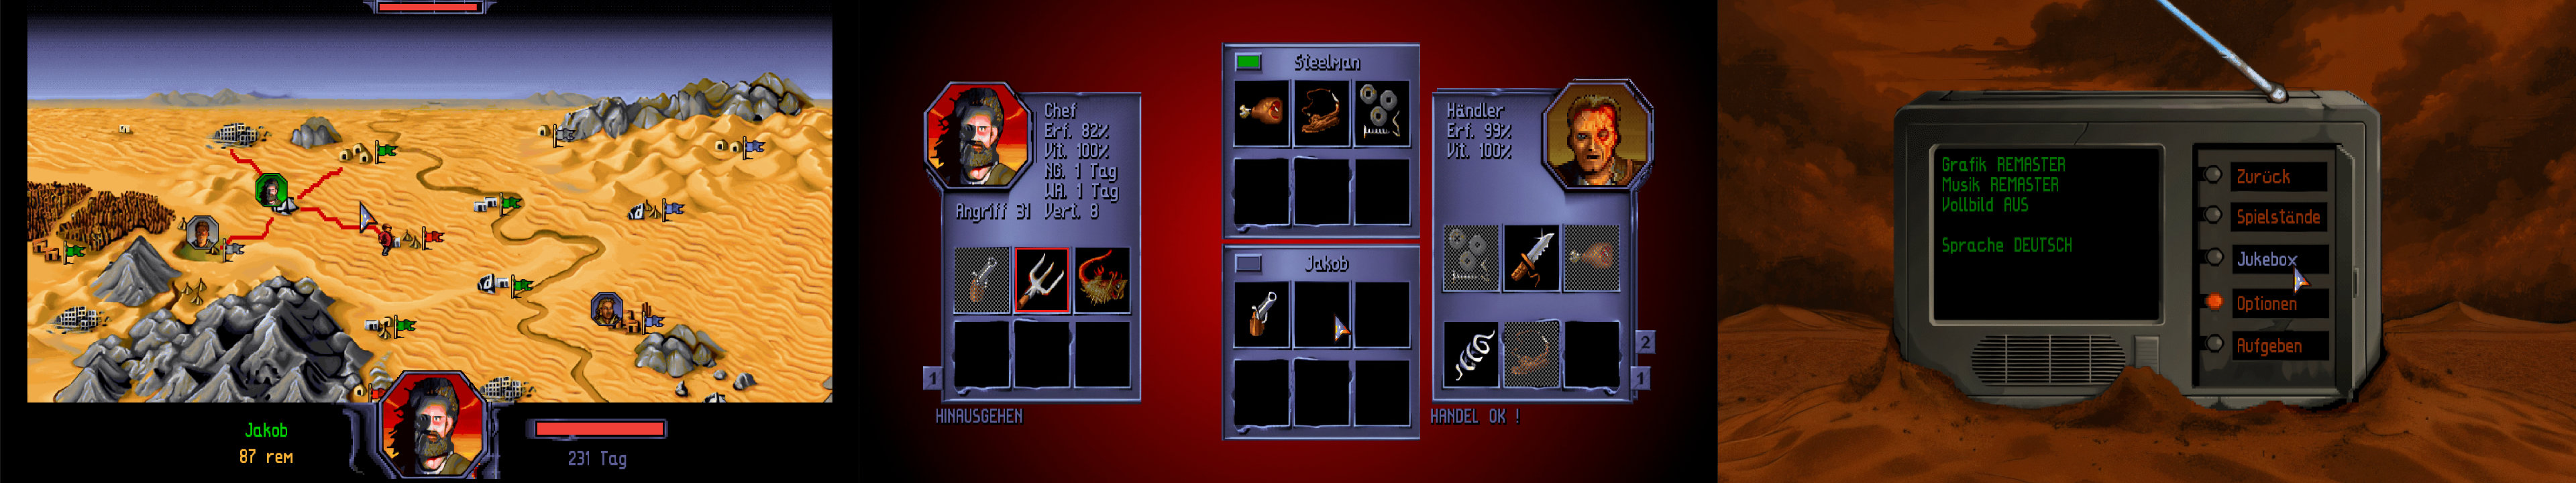 Jakob
87 rem
231 Tag
Chef
Erf. 82%
Vit. 100%
NG. 1 Tag
WA. 1 Tag
Angriff 31 Vert. 8
1
HINAUSGEHEN
Steelman
Jakob
Händler
Erf. 99%
Vit. 100%
2
1
HANDEL OK !
Grafik REMASTER
Musik REMASTER
Vollbild AUS
Sprache DEUTSCH
Zurück
Spielstände
Jukebox
Optionen
Aufgeben